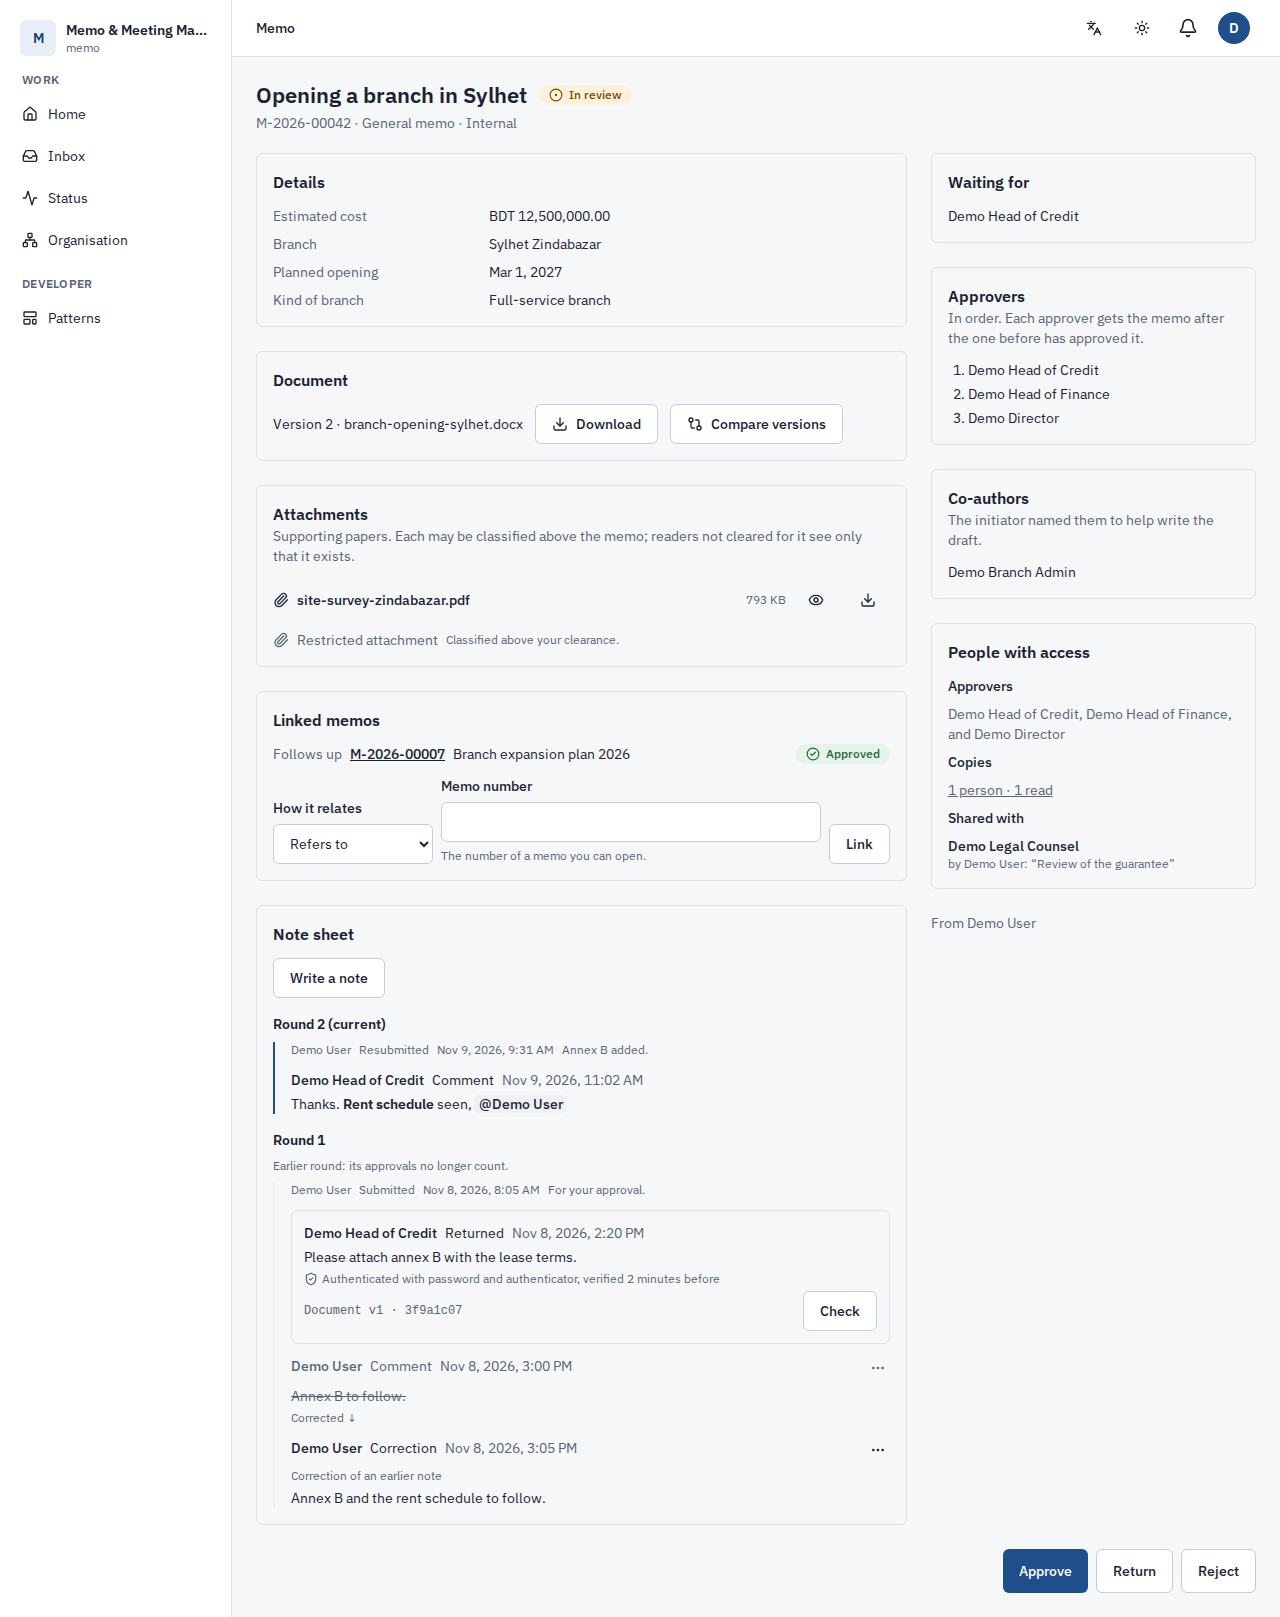 M
Memo & Meeting Ma...
memo
WORK
Home
Inbox
Status
Organisation
DEVELOPER
Patterns
Memo
D
Opening a branch in Sylhet
In review
M-2026-00042 · General memo · Internal
Details
Estimated cost BDT 12,500,000.00
Branch Sylhet Zindabazar
Planned opening Mar 1, 2027
Kind of branch Full-service branch
Document
Version 2 · branch-opening-sylhet.docx Download Compare versions
Attachments
Supporting papers. Each may be classified above the memo; readers not cleared for it see only
that it exists.
site-survey-zindabazar.pdf 793 KB
Restricted attachment Classified above your clearance.
Linked memos
Follows up M-2026-00007 Branch expansion plan 2026 Approved
How it relates
Refers to
Memo number
The number of a memo you can open.
Link
Note sheet
Write a note
Round 2 (current)
Demo User Resubmitted Nov 9, 2026, 9:31 AM Annex B added.
Demo Head of Credit Comment Nov 9, 2026, 11:02 AM
Thanks. Rent schedule seen, @Demo User
Round 1
Earlier round: its approvals no longer count.
Demo User Submitted Nov 8, 2026, 8:05 AM For your approval.
Demo Head of Credit Returned Nov 8, 2026, 2:20 PM
Please attach annex B with the lease terms.
Authenticated with password and authenticator, verified 2 minutes before
Document v1 · 3f9a1c07 Check
Demo User Comment Nov 8, 2026, 3:00 PM ...
Annex B to follow.
Corrected ↓
Demo User Correction Nov 8, 2026, 3:05 PM ...
Correction of an earlier note
Annex B and the rent schedule to follow.
Waiting for
Demo Head of Credit
Approvers
In order. Each approver gets the memo after
the one before has approved it.
1. Demo Head of Credit
2. Demo Head of Finance
3. Demo Director
Co-authors
The initiator named them to help write the
draft.
Demo Branch Admin
People with access
Approvers
Demo Head of Credit, Demo Head of Finance,
and Demo Director
Copies
1 person · 1 read
Shared with
Demo Legal Counsel
by Demo User: “Review of the guarantee”
From Demo User
Approve Return Reject